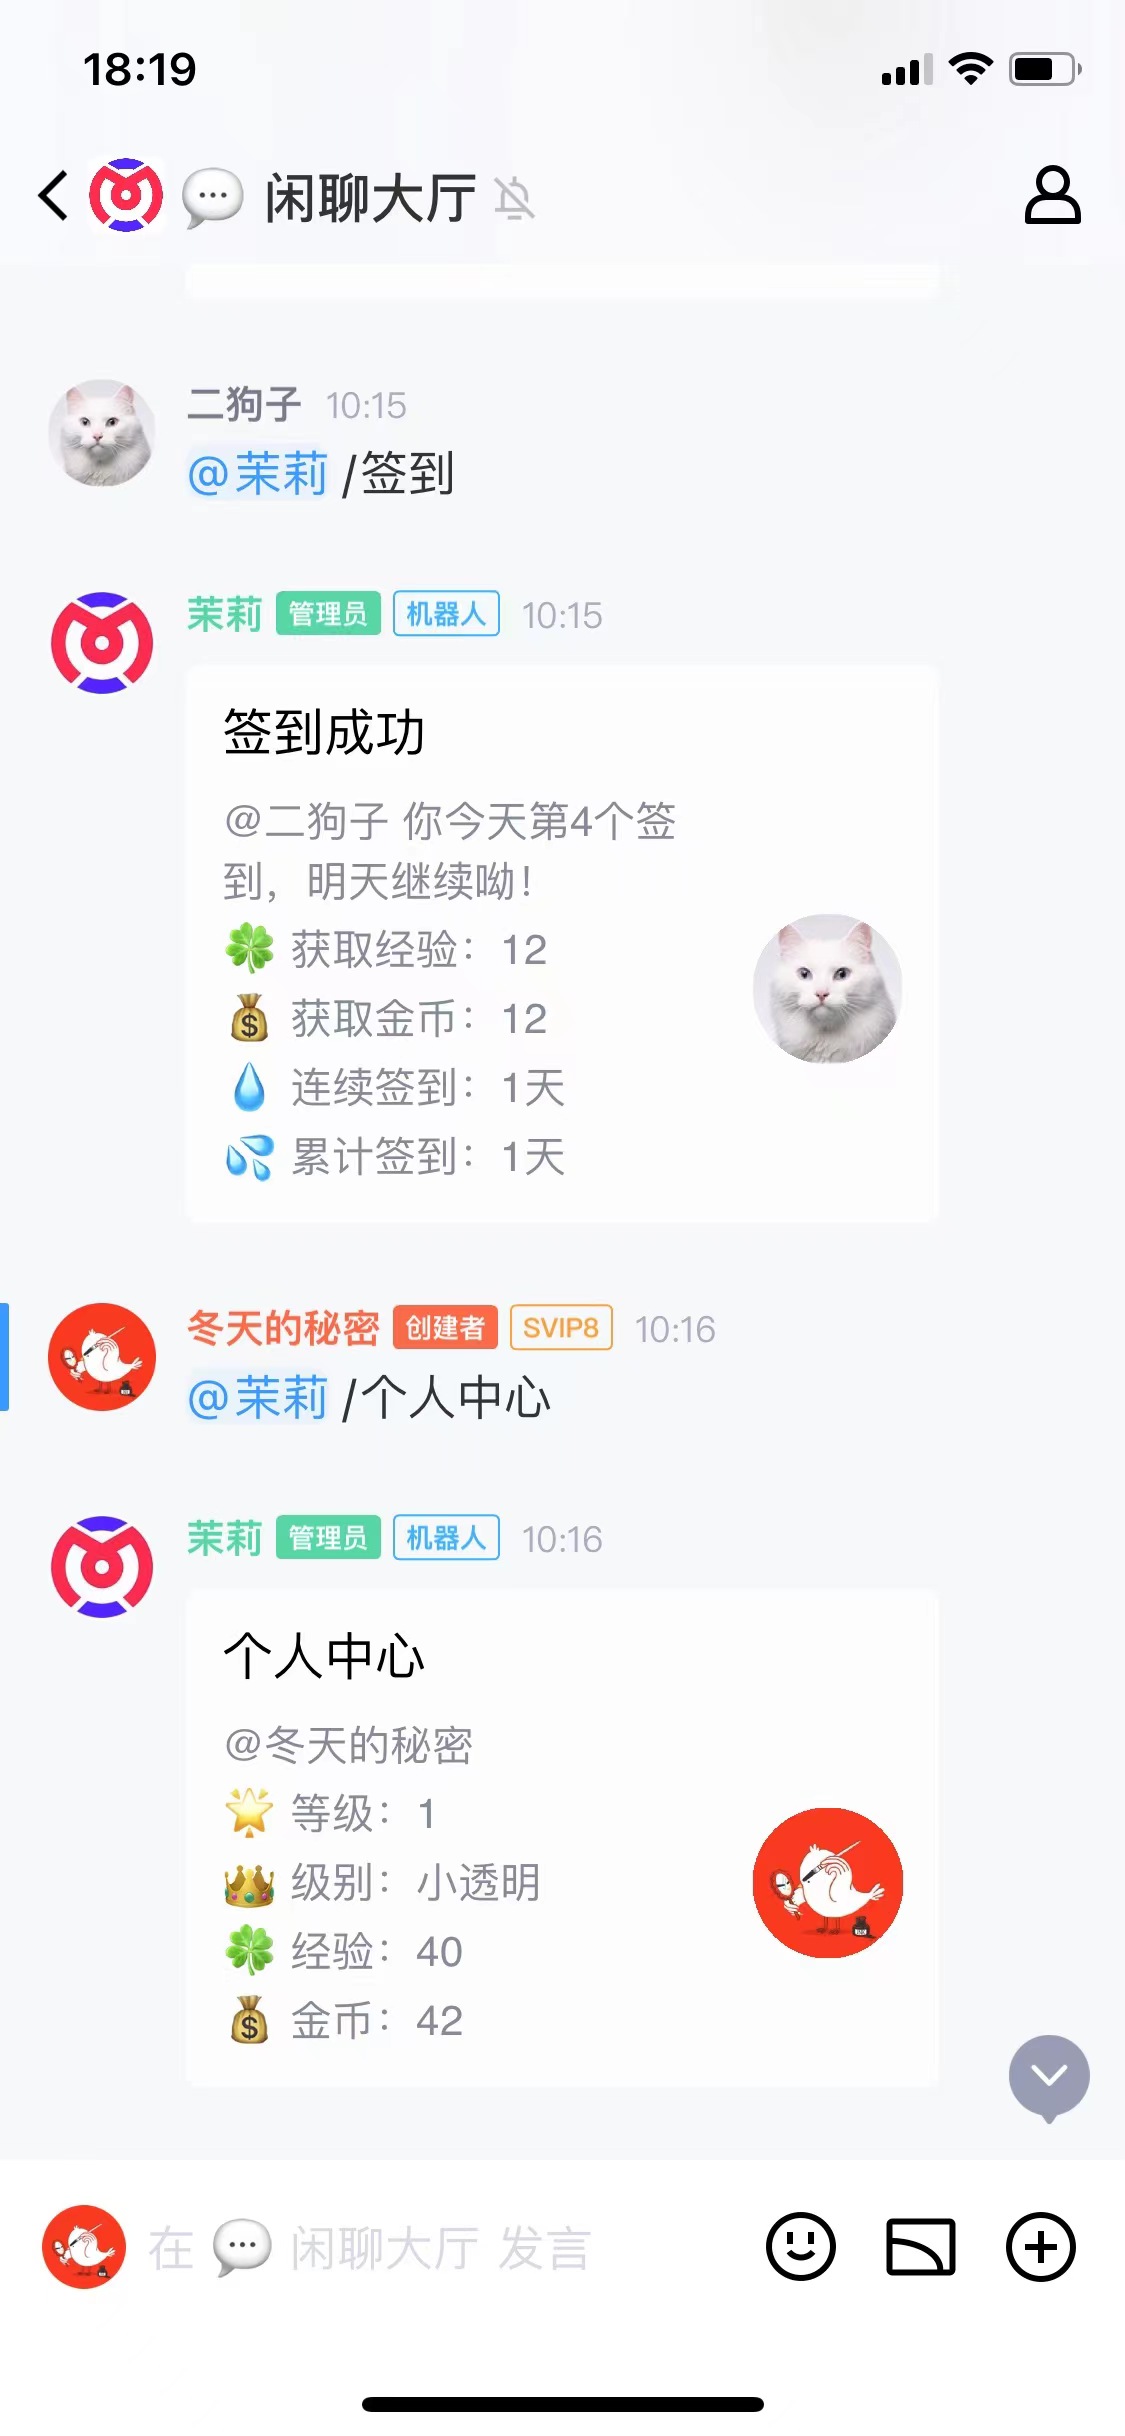 18:19
闲聊大厅
二狗子 10:15
@茉莉 /签到
茉莉 管理员 机器人 10:15
签到成功
@二狗子 你今天第4个签
到，明天继续呦！
获取经验：12
获取金币：12
连续签到：1天
累计签到：1天
冬天的秘密 创建者 SVIP8 10:16
@茉莉 /个人中心
茉莉 管理员 机器人 10:16
个人中心
@冬天的秘密
等级：1
级别：小透明
经验：40
金币：42
在 闲聊大厅 发言